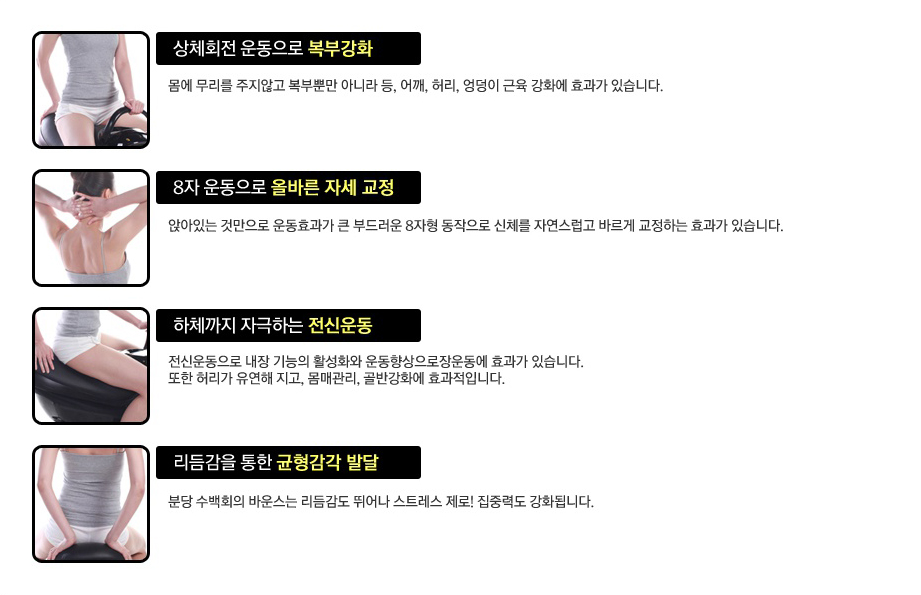 상체회전 운동으로 복부강화
몸에 무리를 주지않고 복부뿐만 아니라 등, 어깨, 허리, 엉덩이 근육 강화에 효과가 있습니다.
8자 운동으로 올바른 자세 교정
앉아있는 것만으로 운동효과가 큰 부드러운 8자형 동작으로 신체를 자연스럽고 바르게 교정하는 효과가 있습니다.
하체까지 자극하는 전신운동
전신운동으로 내장 기능의 활성화와 운동향상으로장운동에 효과가 있습니다.
또한 허리가 유연해 지고, 몸매관리, 골반강화에 효과적입니다.
리듬감을 통한 균형감각 발달
분당 수백회의 바운스는 리듬감도 뛰어나 스트레스 제로! 집중력도 강화됩니다.